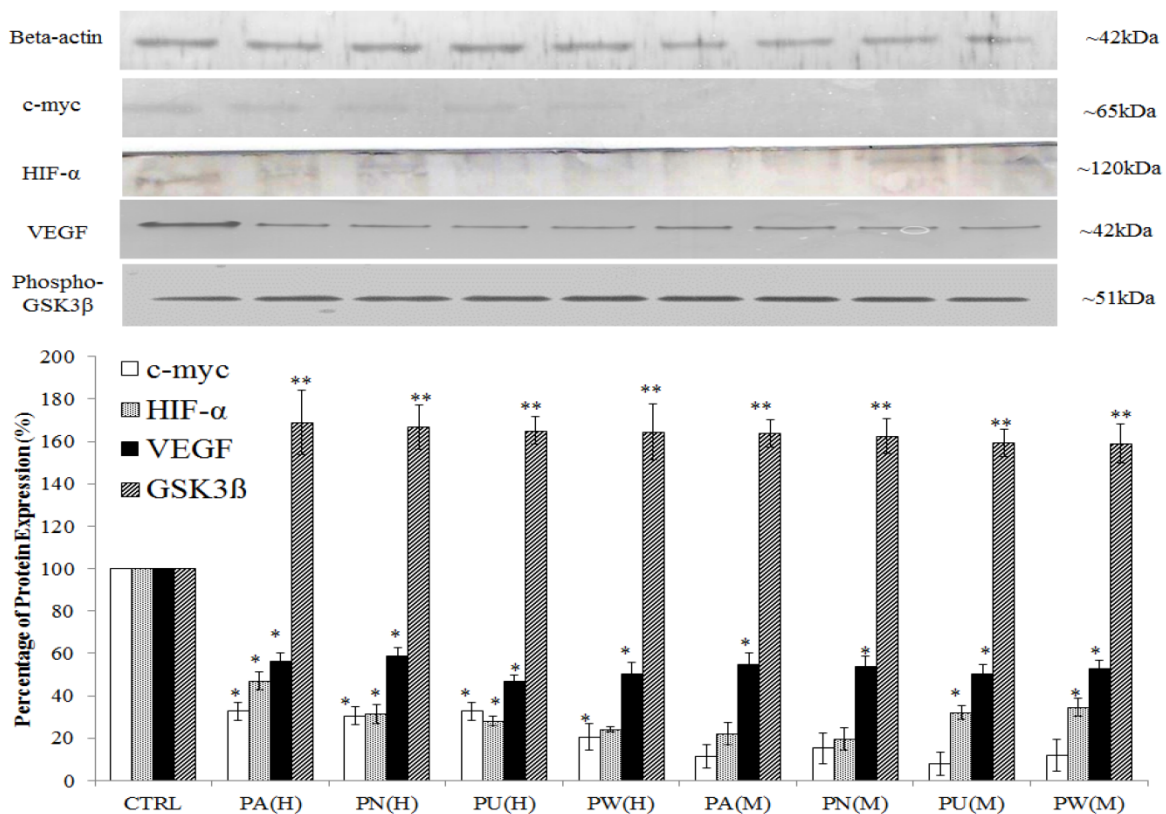 Beta-actin ~42kDa
c-myc ~65kDa
HIF-α ~120kDa
VEGF ~42kDa
Phospho-
GSK3β ~51kDa
Percentage of Protein Expression (%)
200
180
160
140
120
100
80
60
40
20
0
c-myc
HIF-α
VEGF
GSK3ß
** ** ** ** ** ** ** **
* * * * * * * * * * * * * * * * *
CTRL PA(H) PN(H) PU(H) PW(H) PA(M) PN(M) PU(M) PW(M)